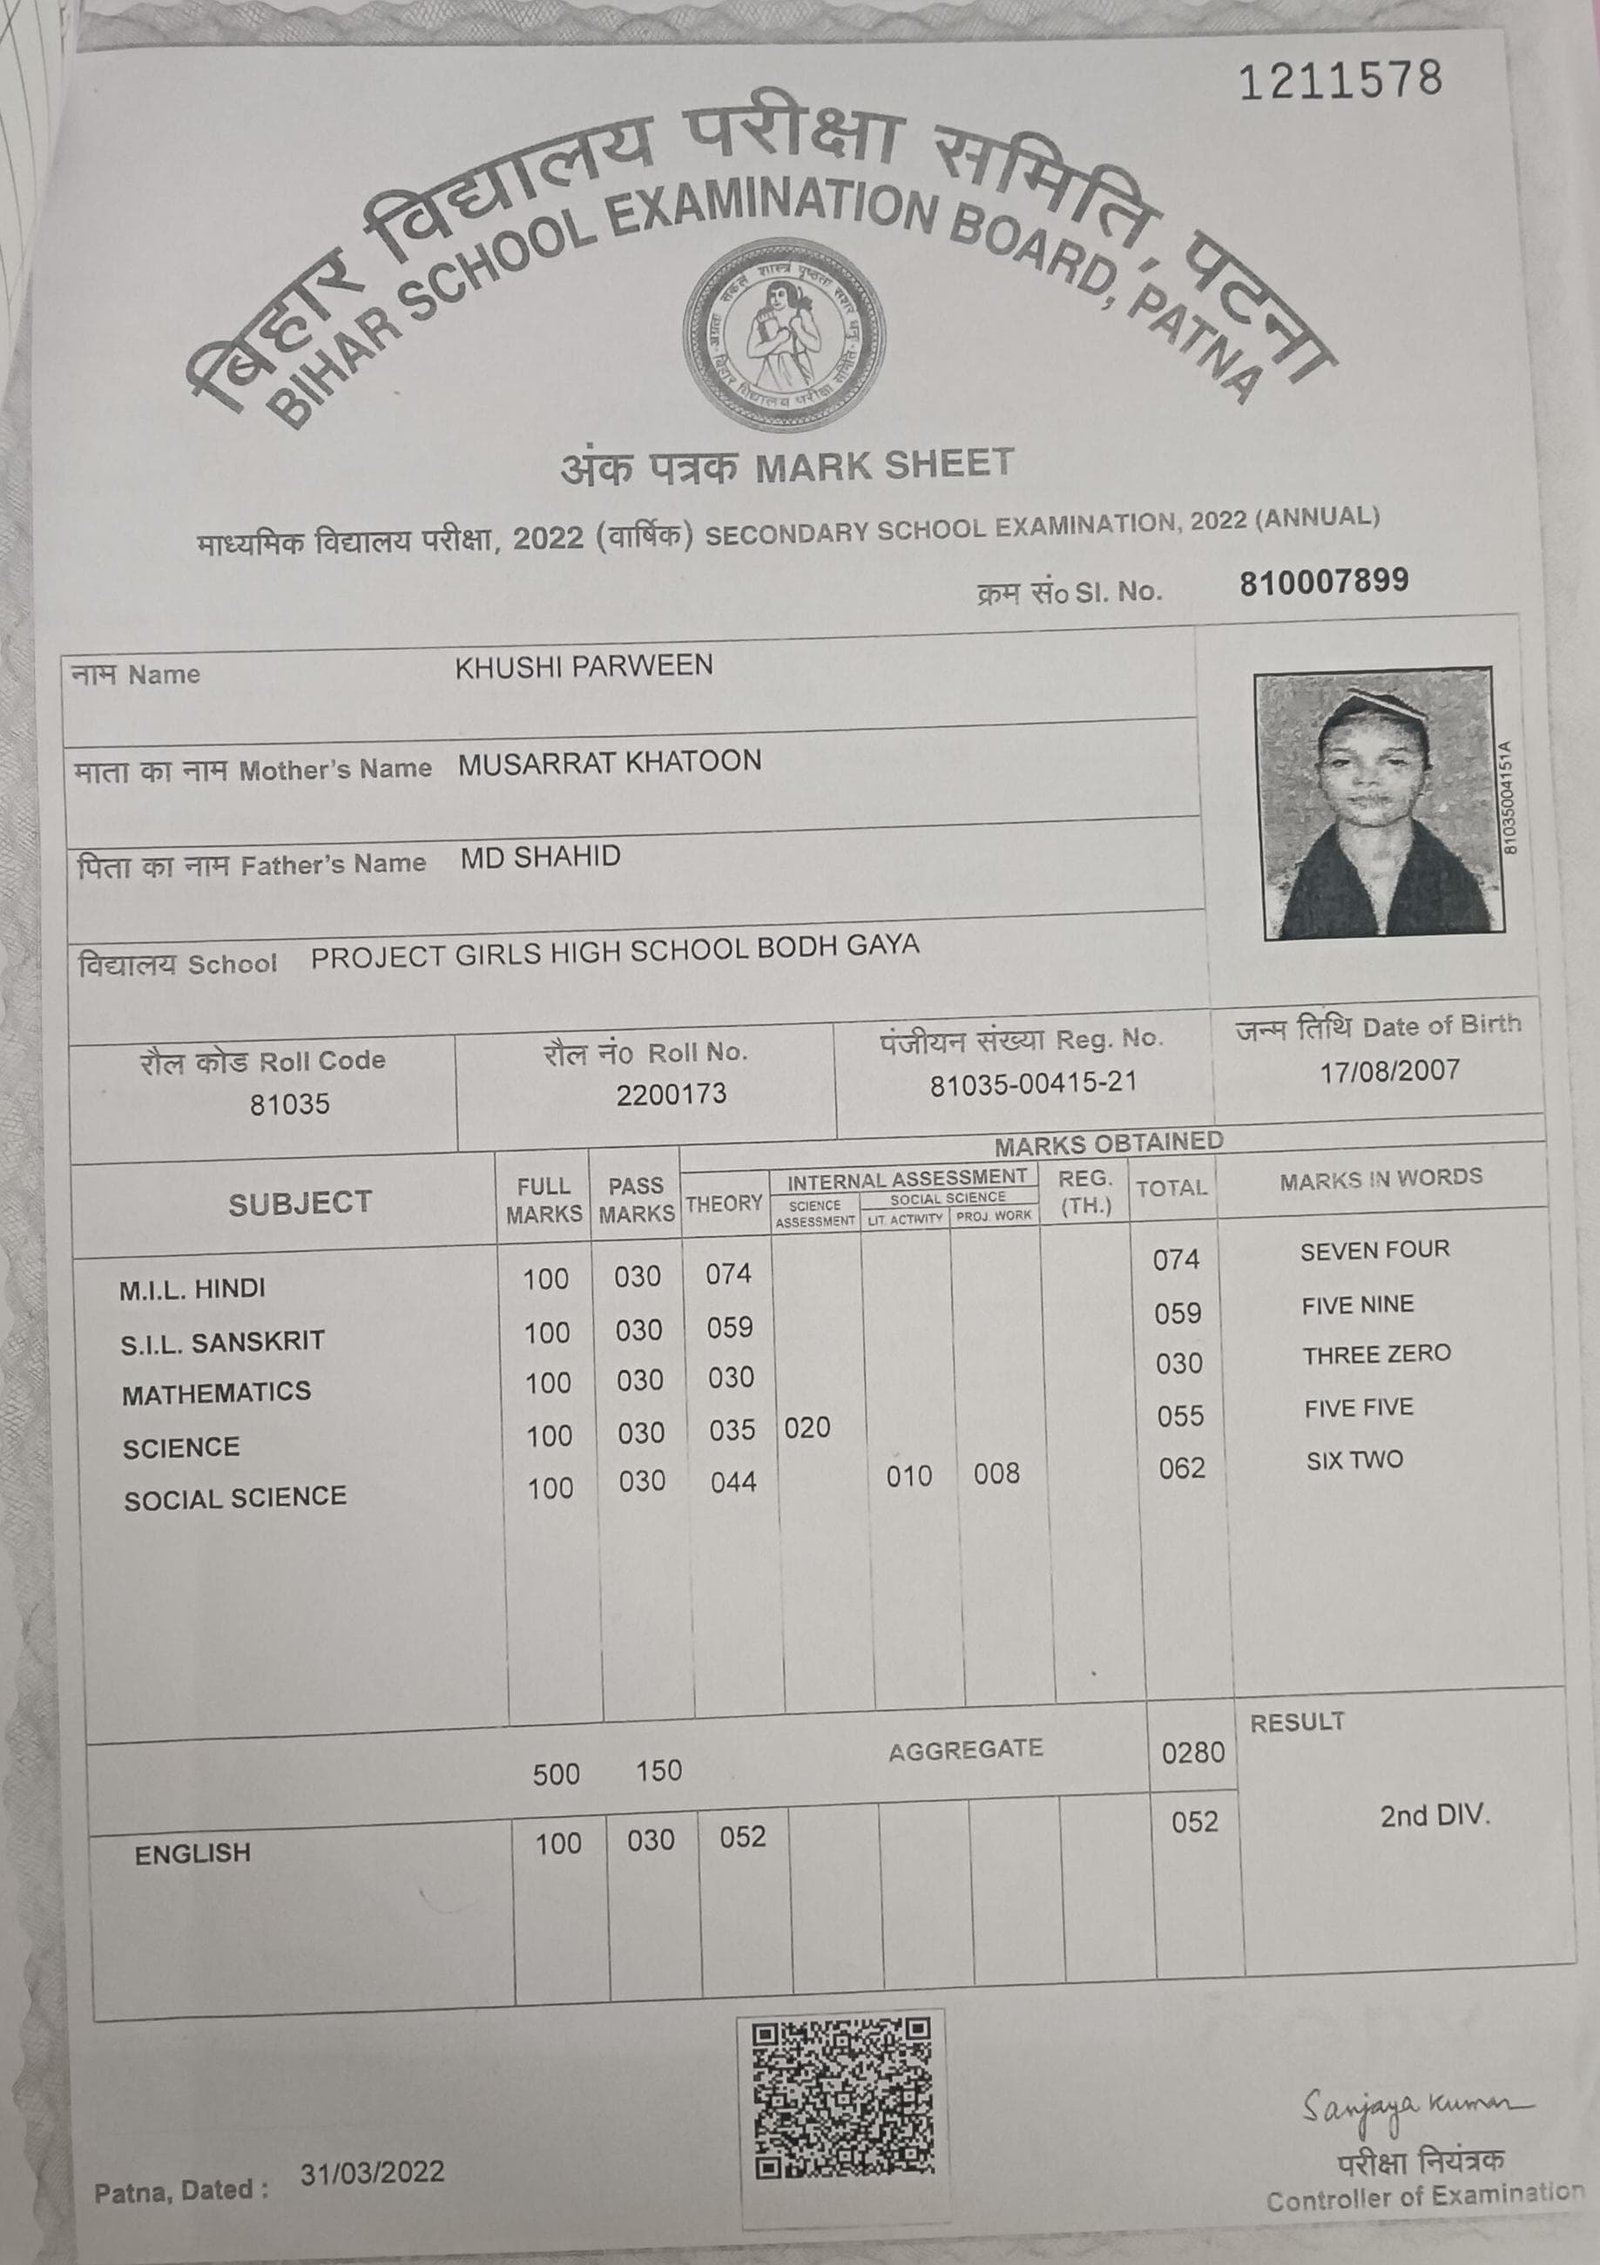 1211578
बिहार विद्यालय परीक्षा समिति, पटना
BIHAR SCHOOL EXAMINATION BOARD, PATNA
बिहार विद्यालय परीक्षा समिति
अंक पत्रक MARK SHEET
माध्यमिक विद्यालय परीक्षा, 2022 (वार्षिक) SECONDARY SCHOOL EXAMINATION, 2022 (ANNUAL)
क्रम सं० Sl. No. 810007899
नाम Name KHUSHI PARWEEN
माता का नाम Mother's Name MUSARRAT KHATOON
पिता का नाम Father's Name MD SHAHID
विद्यालय School PROJECT GIRLS HIGH SCHOOL BODH GAYA
81035004151A
रौल कोड Roll Code रौल नं० Roll No. पंजीयन संख्या Reg. No. जन्म तिथि Date of Birth
81035 2200173 81035-00415-21 17/08/2007
MARKS OBTAINED
SUBJECT FULL MARKS PASS MARKS THEORY INTERNAL ASSESSMENT REG. (TH.) TOTAL MARKS IN WORDS
SCIENCE ASSESSMENT SOCIAL SCIENCE
LIT. ACTIVITY PROJ. WORK
M.I.L. HINDI 100 030 074 074 SEVEN FOUR
S.I.L. SANSKRIT 100 030 059 059 FIVE NINE
MATHEMATICS 100 030 030 030 THREE ZERO
SCIENCE 100 030 035 020 055 FIVE FIVE
SOCIAL SCIENCE 100 030 044 010 008 062 SIX TWO
500 150 AGGREGATE 0280 RESULT
ENGLISH 100 030 052 052 2nd DIV.
Sanjaya Kumar
परीक्षा नियंत्रक
Patna, Dated : 31/03/2022 Controller of Examination